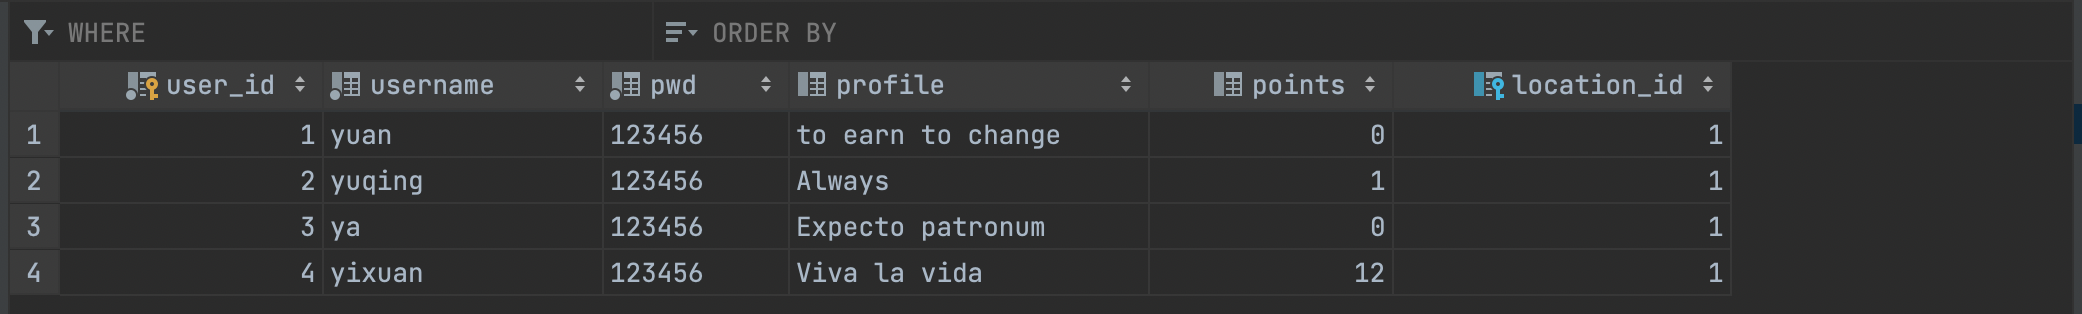 WHERE ORDER BY
user_id username pwd profile points location_id
1 1 yuan 123456 to earn to change 0 1
2 2 yuqing 123456 Always 1 1
3 3 ya 123456 Expecto patronum 0 1
4 4 yixuan 123456 Viva la vida 12 1